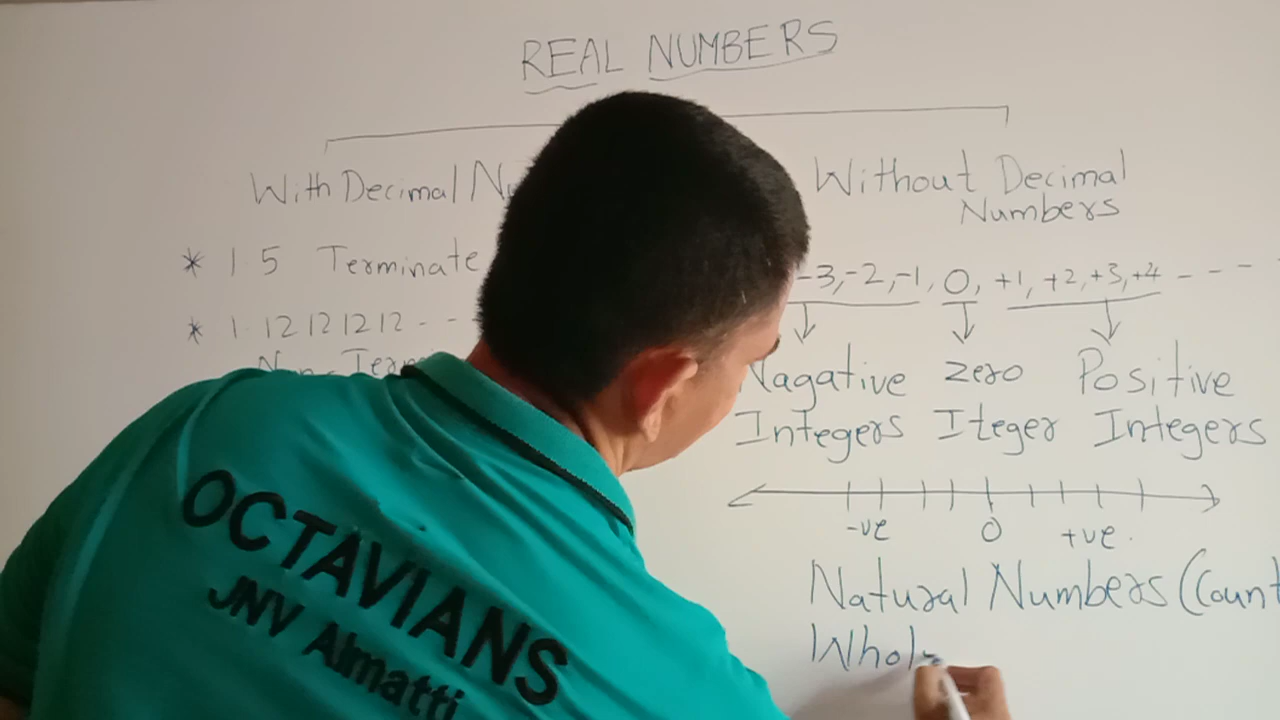 REAL NUMBERS
With Decimal
Without Decimal
Numbers
* 1.5 Terminate
* 1.12121212 - -
Non-
-3, -2, -1, 0, +1, +2, +3, +4 - - -
Nagative zero Positive
Integers Iteger Integers
-ve 0 +ve
Natural Numbers (Count
Whol
OCTAVIANS
JNV Almatti